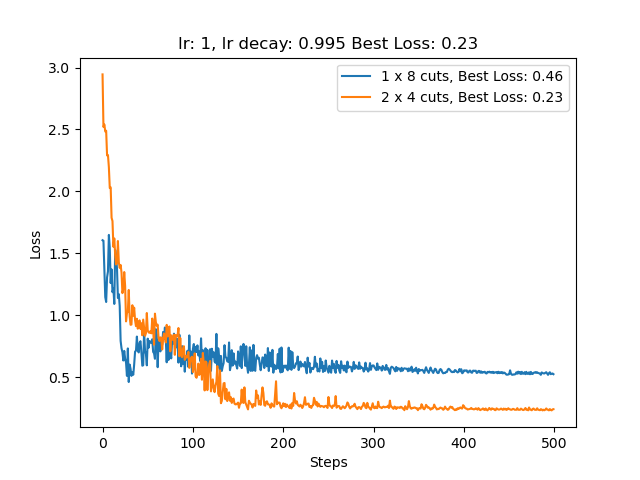 lr: 1, lr decay: 0.995 Best Loss: 0.23
1 x 8 cuts, Best Loss: 0.46
2 x 4 cuts, Best Loss: 0.23
Loss
3.0
2.5
2.0
1.5
1.0
0.5
0
100
200
300
400
500
Steps